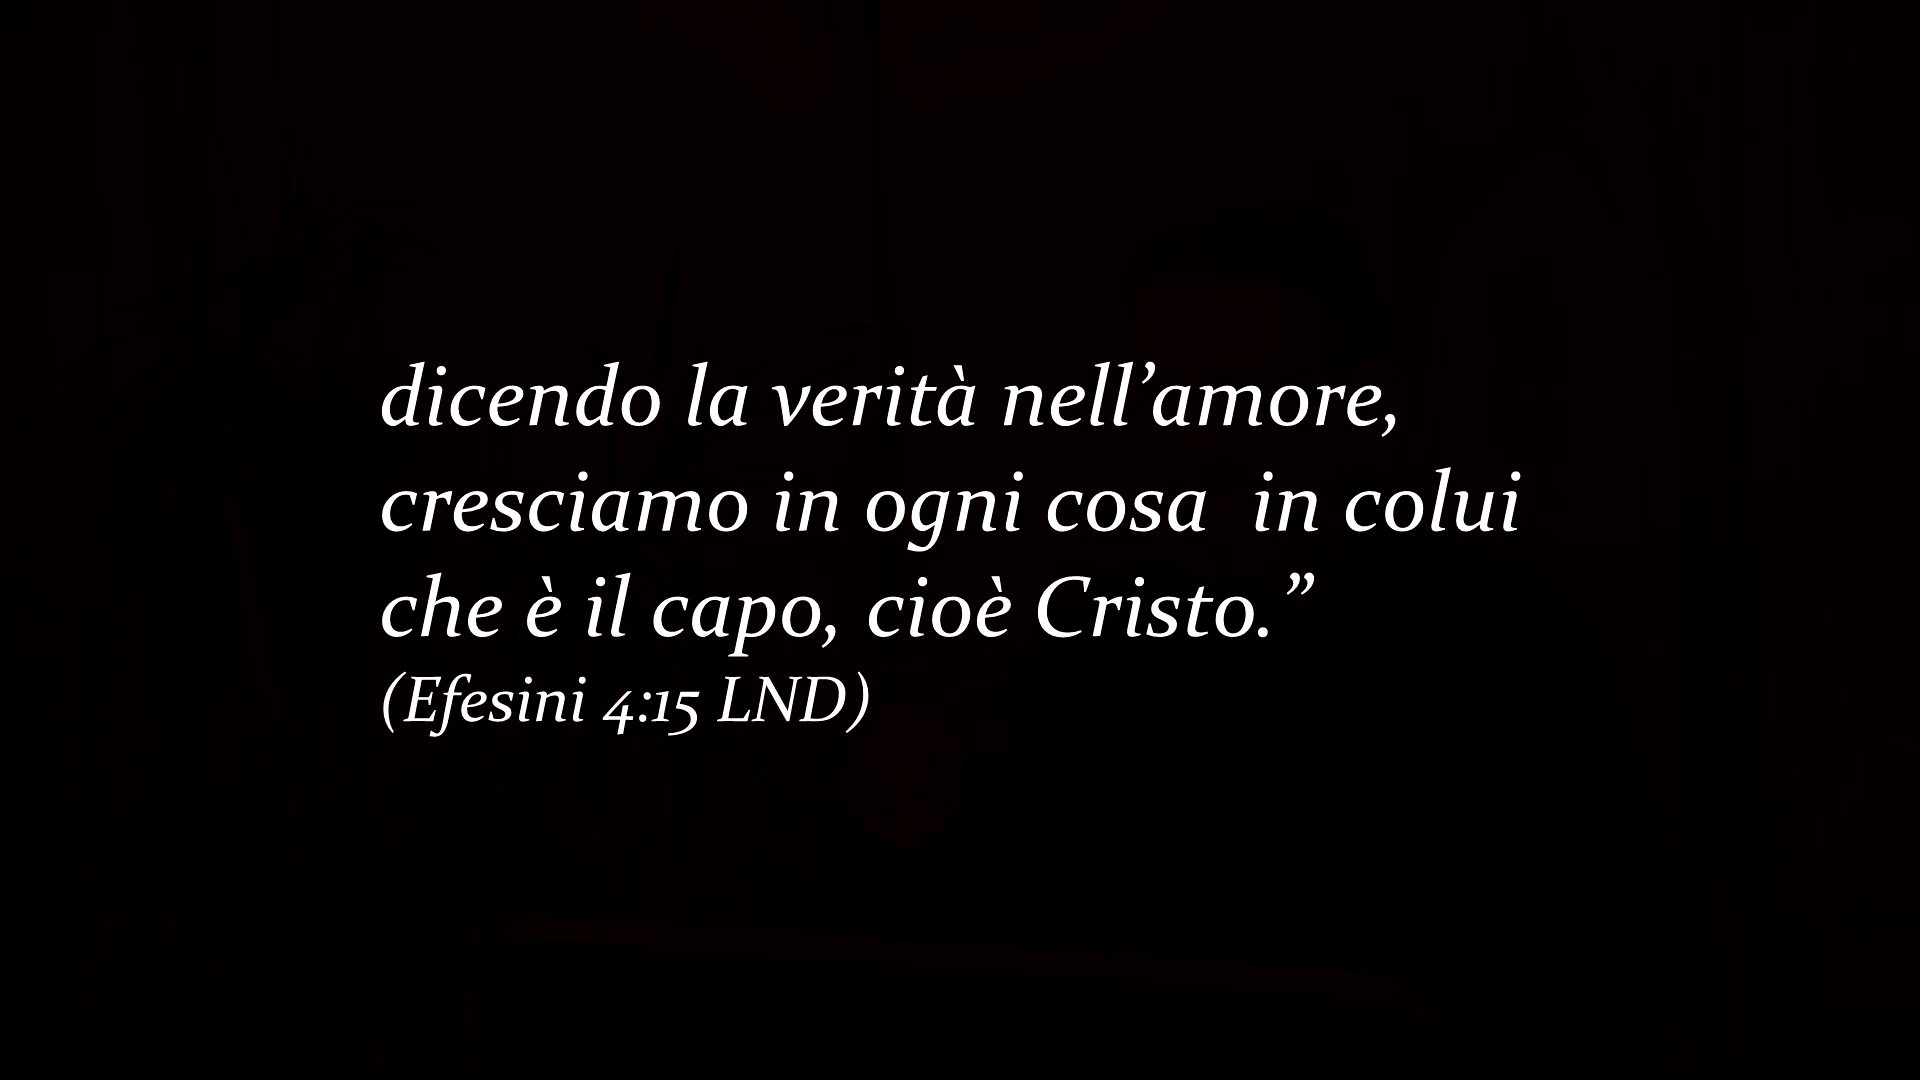 dicendo la verità nell’amore,
cresciamo in ogni cosa  in colui
che è il capo, cioè Cristo.”
(Efesini 4:15 LND)